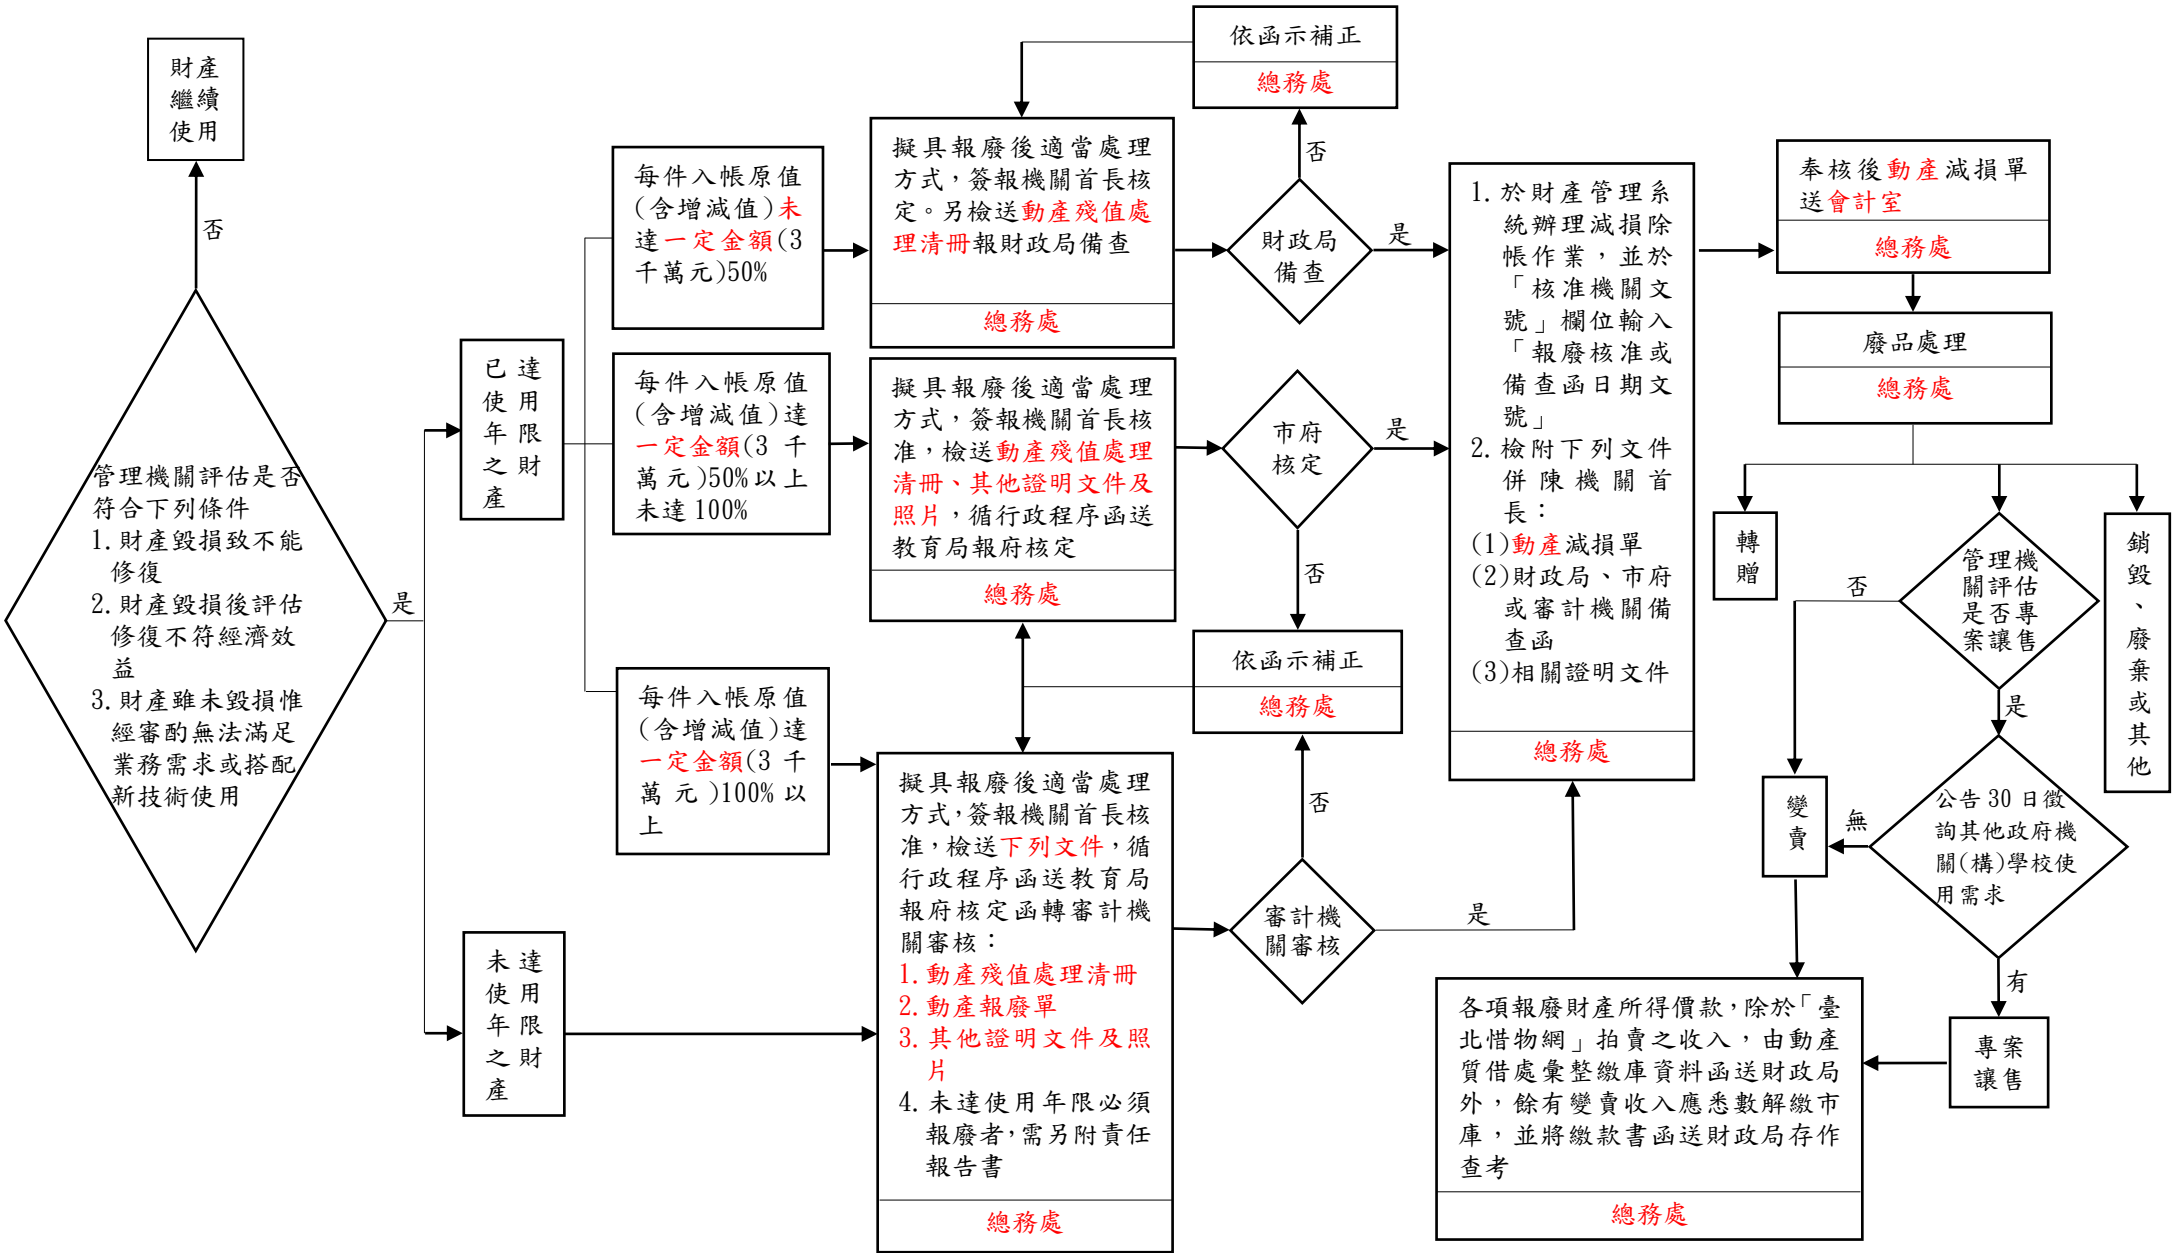 財產
繼續
使用
否
管理機關評估是否
符合下列條件
1.財產毀損致不能
修復
2.財產毀損後評估
修復不符經濟效
益
3.財產雖未毀損惟
經審酌無法滿足
業務需求或搭配
新技術使用
是
已達
使用
年限
之財
產
未達
使用
年限
之財
產
每件入帳原值
(含增減值)未
達一定金額(3
千萬元)50%
每件入帳原值
(含增減值)達
一定金額(3 千
萬元)50%以上
未達100%
每件入帳原值
(含增減值)達
一定金額(3 千
萬元)100%以
上
依函示補正
總務處
擬具報廢後適當處理
方式,簽報機關首長核
定。另檢送動產殘值處
理清冊報財政局備查
總務處
否
財政局
備查
是
擬具報廢後適當處理
方式,簽報機關首長核
准,檢送動產殘值處理
清冊、其他證明文件及
照片,循行政程序函送
教育局報府核定
總務處
市府
核定
是
否
依函示補正
總務處
擬具報廢後適當處理
方式,簽報機關首長核
准,檢送下列文件,循
行政程序函送教育局
報府核定函轉審計機
關審核:
1.動產殘值處理清冊
2.動產報廢單
3.其他證明文件及照
片
4.未達使用年限必須
報廢者,需另附責任
報告書
總務處
否
審計機
關審核
是
1.於財產管理系
統辦理減損除
帳作業,並於
「核准機關文
號」欄位輸入
「報廢核准或
備查函日期文
號」
2.檢附下列文件
併陳機關首
長:
(1)動產減損單
(2)財政局、市府
或審計機關備
查函
(3)相關證明文件
總務處
奉核後動產減損單
送會計室
總務處
廢品處理
總務處
轉
贈
管理機
關評估
是否專
讓售
否
是
銷
毀
、
廢
棄
或
其
他
變
賣
無
公告 30 日徵
詢其他政府機
關(構)學校使
用需求
有
專案
讓售
各項報廢財產所得價款,除於「臺
北惜物網」拍賣之收入,由動產
質借處彙整繳庫資料函送財政局
外,餘有變賣收入應悉數解繳市
庫,並將繳款書函送財政局存作
查考
總務處